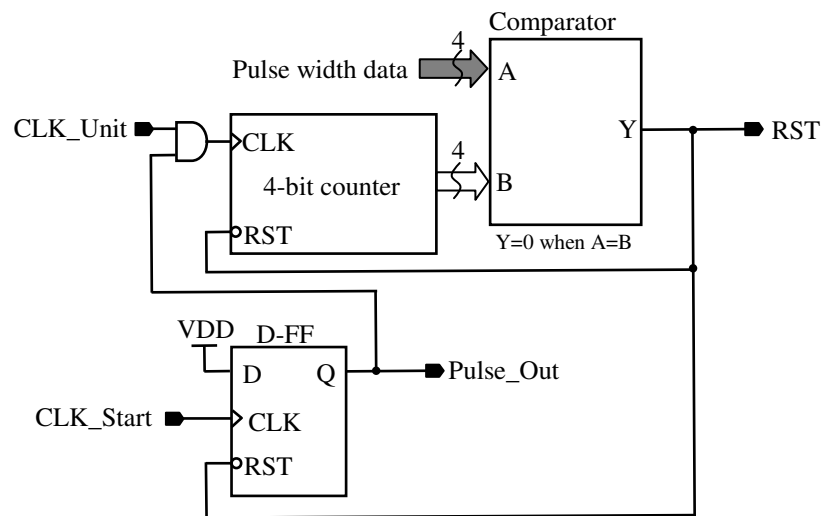 Comparator
4
Pulse width data
A
CLK_Unit
CLK
Y
RST
4
4-bit counter
B
RST
Y=0 when A=B
VDD
D-FF
D
Q
Pulse_Out
CLK_Start
CLK
RST